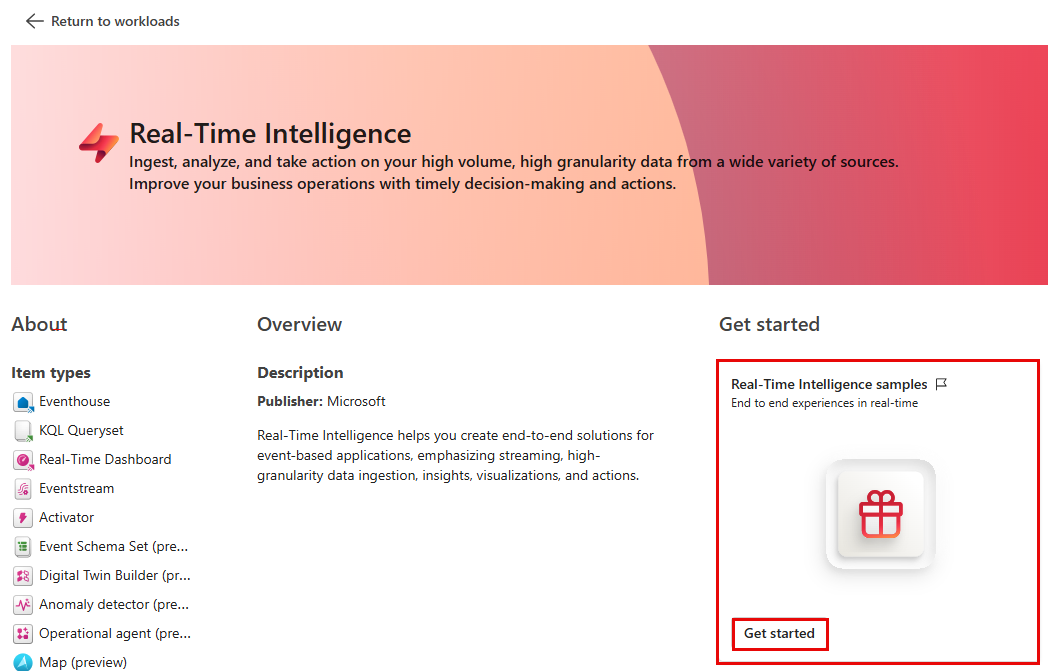 Return to workloads
Real-Time Intelligence
Ingest, analyze, and take action on your high volume, high granularity data from a wide variety of sources.
Improve your business operations with timely decision-making and actions.
About
Item types
Eventhouse
KQL Queryset
Real-Time Dashboard
Eventstream
Activator
Event Schema Set (pre...
Digital Twin Builder (pr...
Anomaly detector (pre...
Operational agent (pre...
Map (preview)
Overview
Description
Publisher: Microsoft
Real-Time Intelligence helps you create end-to-end solutions for
event-based applications, emphasizing streaming, high-
granularity data ingestion, insights, visualizations, and actions.
Get started
Real-Time Intelligence samples
End to end experiences in real-time
Get started